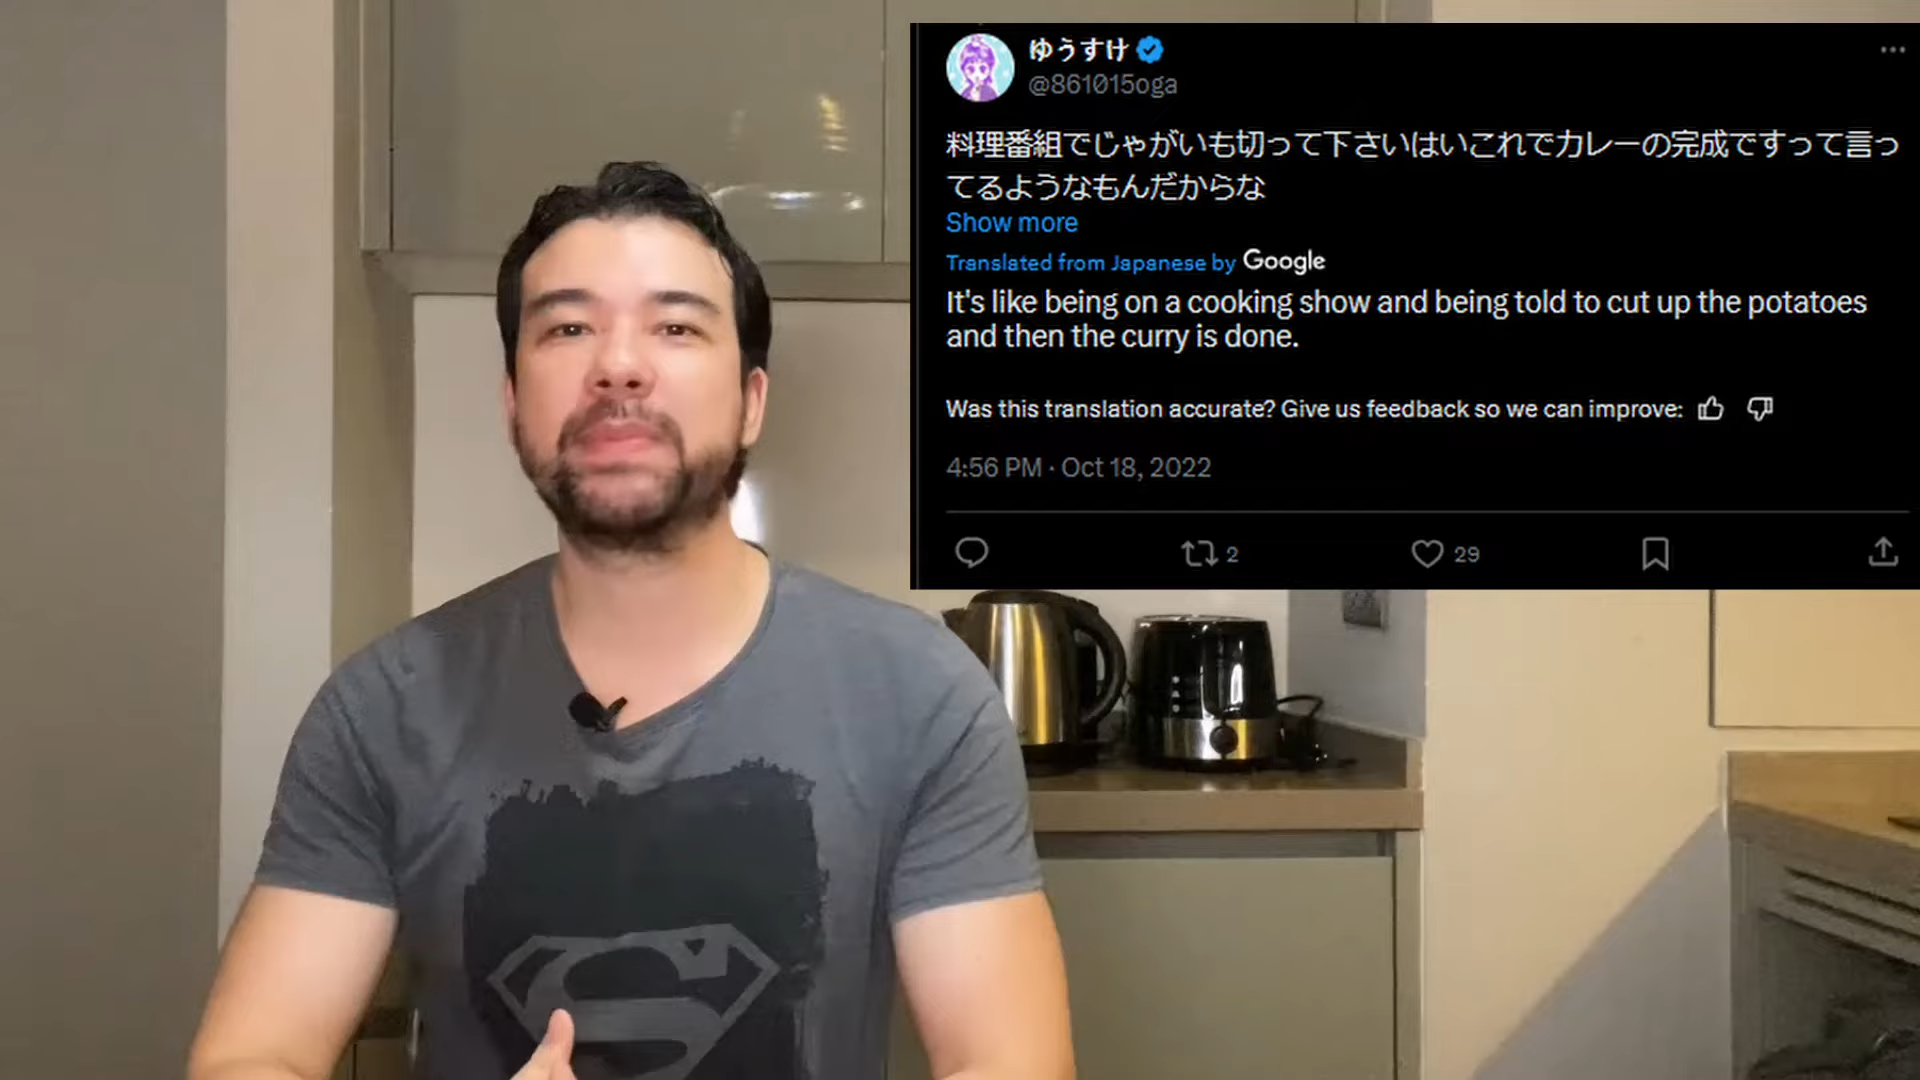 ゆうすけ
@861015oga
料理番組でじゃがいも切って下さいはいこれでカレーの完成ですって言っ
てるようなもんだからな
Show more
Translated from Japanese by Google
It's like being on a cooking show and being told to cut up the potatoes
and then the curry is done.
Was this translation accurate? Give us feedback so we can improve:
4:56 PM · Oct 18, 2022
2
29
S